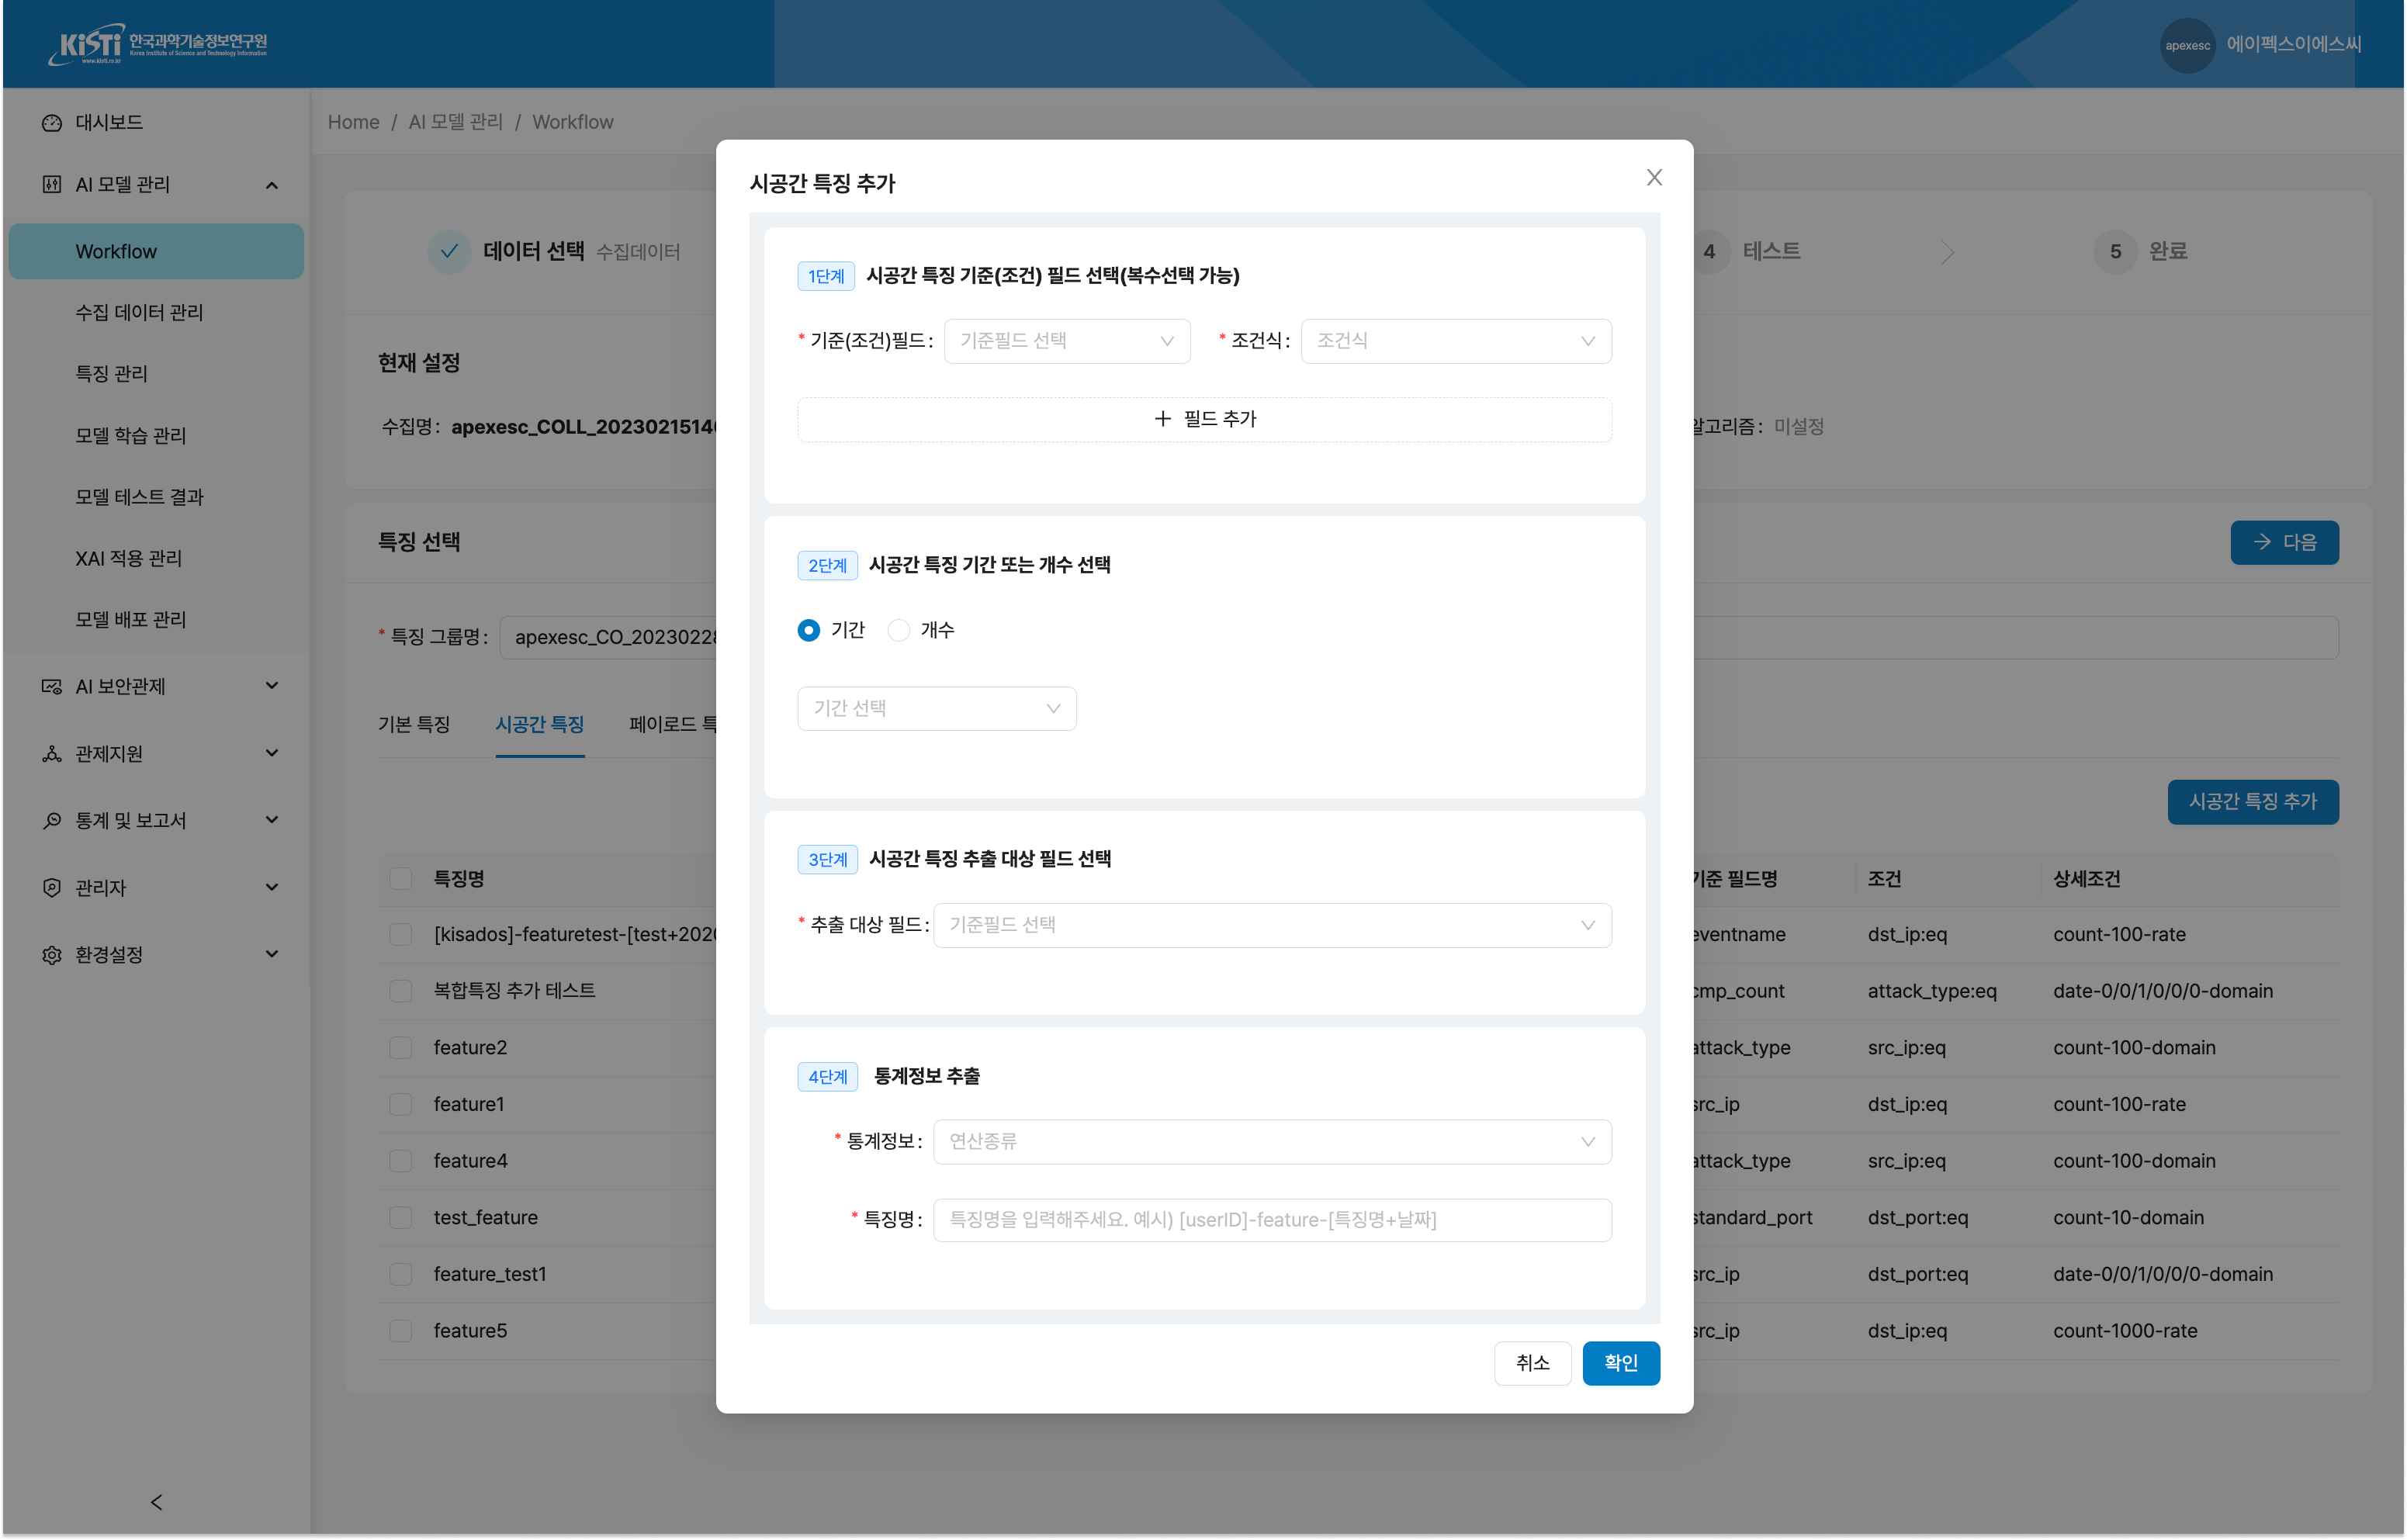 KiSTi 한국과학기술정보연구원
Korea Institute of Science and Technology Information
www.kisti.re.kr
apexesc 에이펙스이에스씨
대시보드
AI 모델 관리
Workflow
수집 데이터 관리
특징 관리
모델 학습 관리
모델 테스트 결과
XAI 적용 관리
모델 배포 관리
AI 보안관제
관제지원
통계 및 보고서
관리자
환경설정
Home / AI 모델 관리 / Workflow
데이터 선택 수집데이터
4 테스트
5 완료
현재 설정
수집명: apexesc_COLL_2023021514
알고리즘: 미설정
특징 선택
다음
* 특징 그룹명: apexesc_CO_20230228
기본 특징 시공간 특징 페이로드 특
시공간 특징 추가
특징명 기준 필드명 조건 상세조건
[kisados]-featuretest-[test+202 eventname dst_ip:eq count-100-rate
복합특징 추가 테스트 cmp_count attack_type:eq date-0/0/1/0/0/0-domain
feature2 attack_type src_ip:eq count-100-domain
feature1 src_ip dst_ip:eq count-100-rate
feature4 attack_type src_ip:eq count-100-domain
test_feature standard_port dst_port:eq count-10-domain
feature_test1 src_ip dst_port:eq date-0/0/1/0/0/0-domain
feature5 src_ip dst_ip:eq count-1000-rate
시공간 특징 추가
1단계 시공간 특징 기준(조건) 필드 선택(복수선택 가능)
* 기준(조건)필드: 기준필드 선택 * 조건식: 조건식
+ 필드 추가
2단계 시공간 특징 기간 또는 개수 선택
기간 개수
기간 선택
3단계 시공간 특징 추출 대상 필드 선택
* 추출 대상 필드: 기준필드 선택
4단계 통계정보 추출
* 통계정보: 연산종류
* 특징명: 특징명을 입력해주세요. 예시) [userID]-feature-[특징명+날짜]
취소 확인